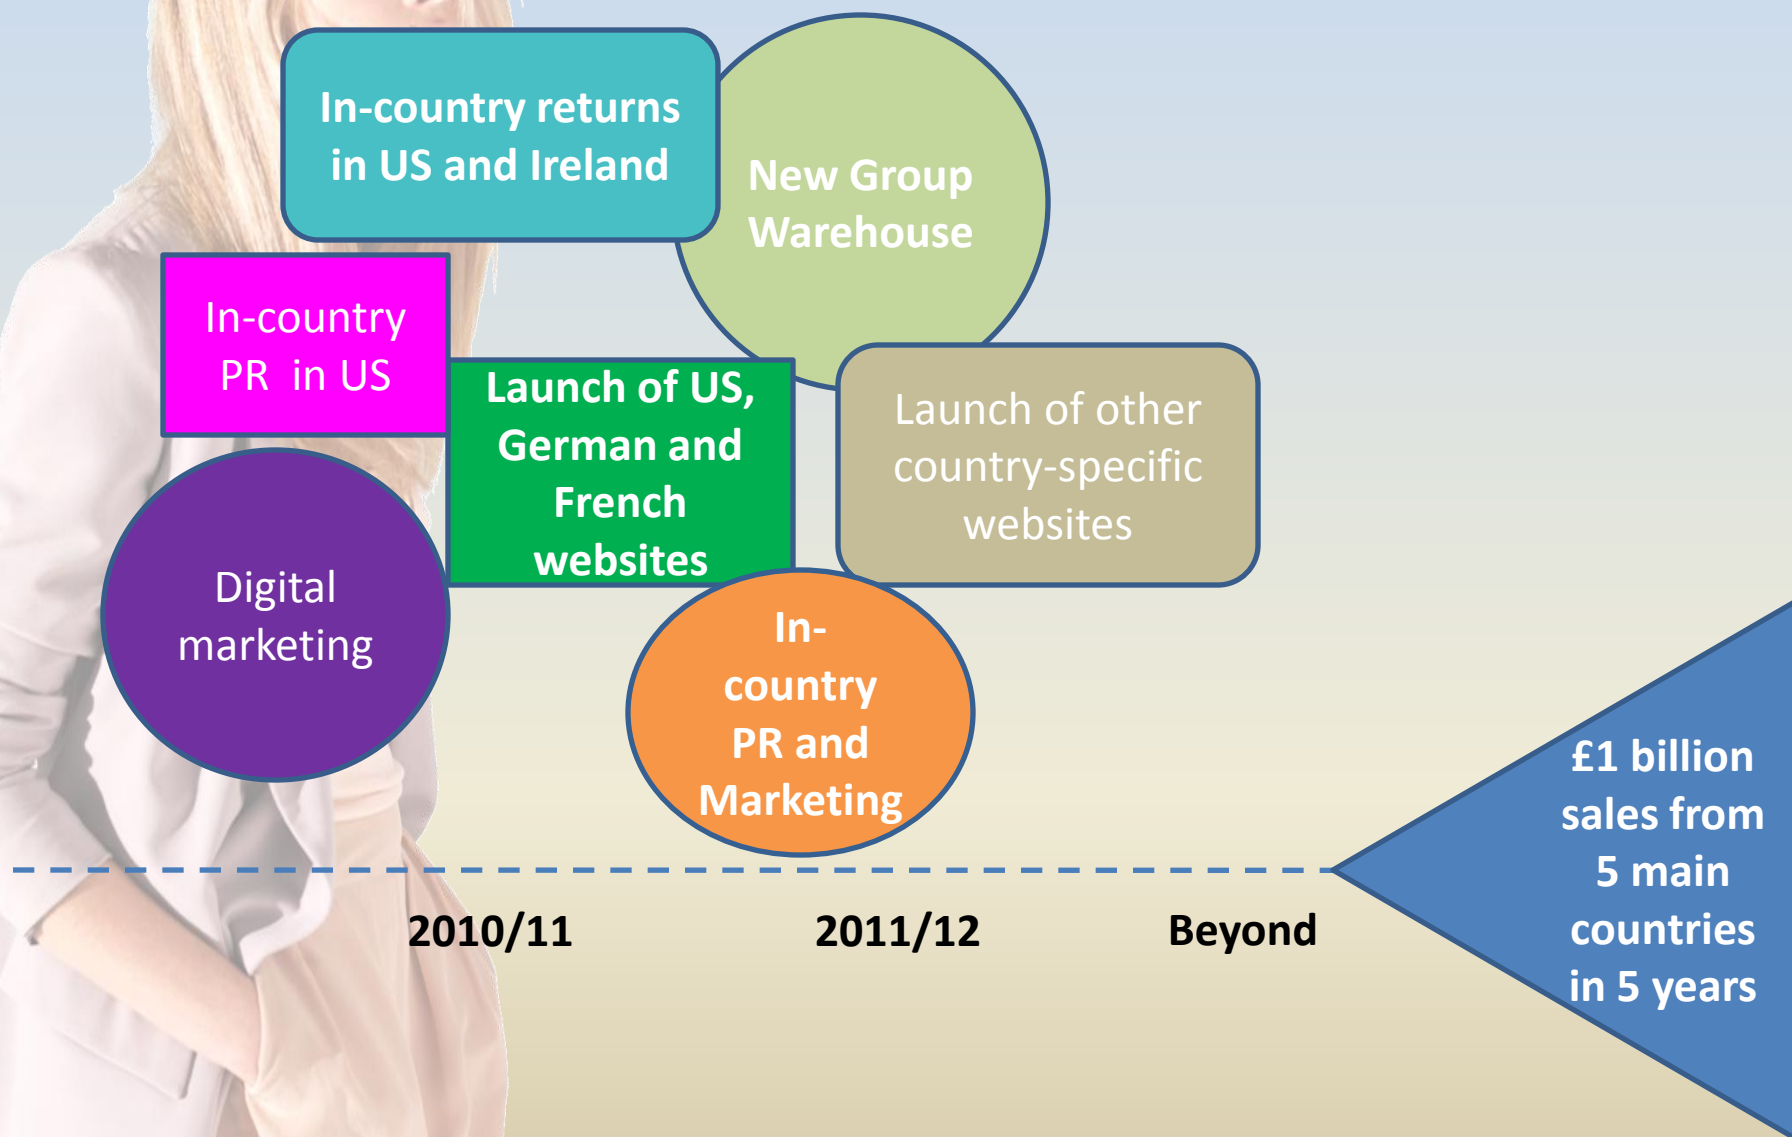 In-country returns
in US and Ireland
New Group
Warehouse
In-country
PR  in US
Launch of US,
German and
French
websites
Launch of other
country-specific
websites
Digital
marketing
In-
country
PR and
Marketing
£1 billion
sales from
5 main
countries
in 5 years
2010/11
2011/12
Beyond